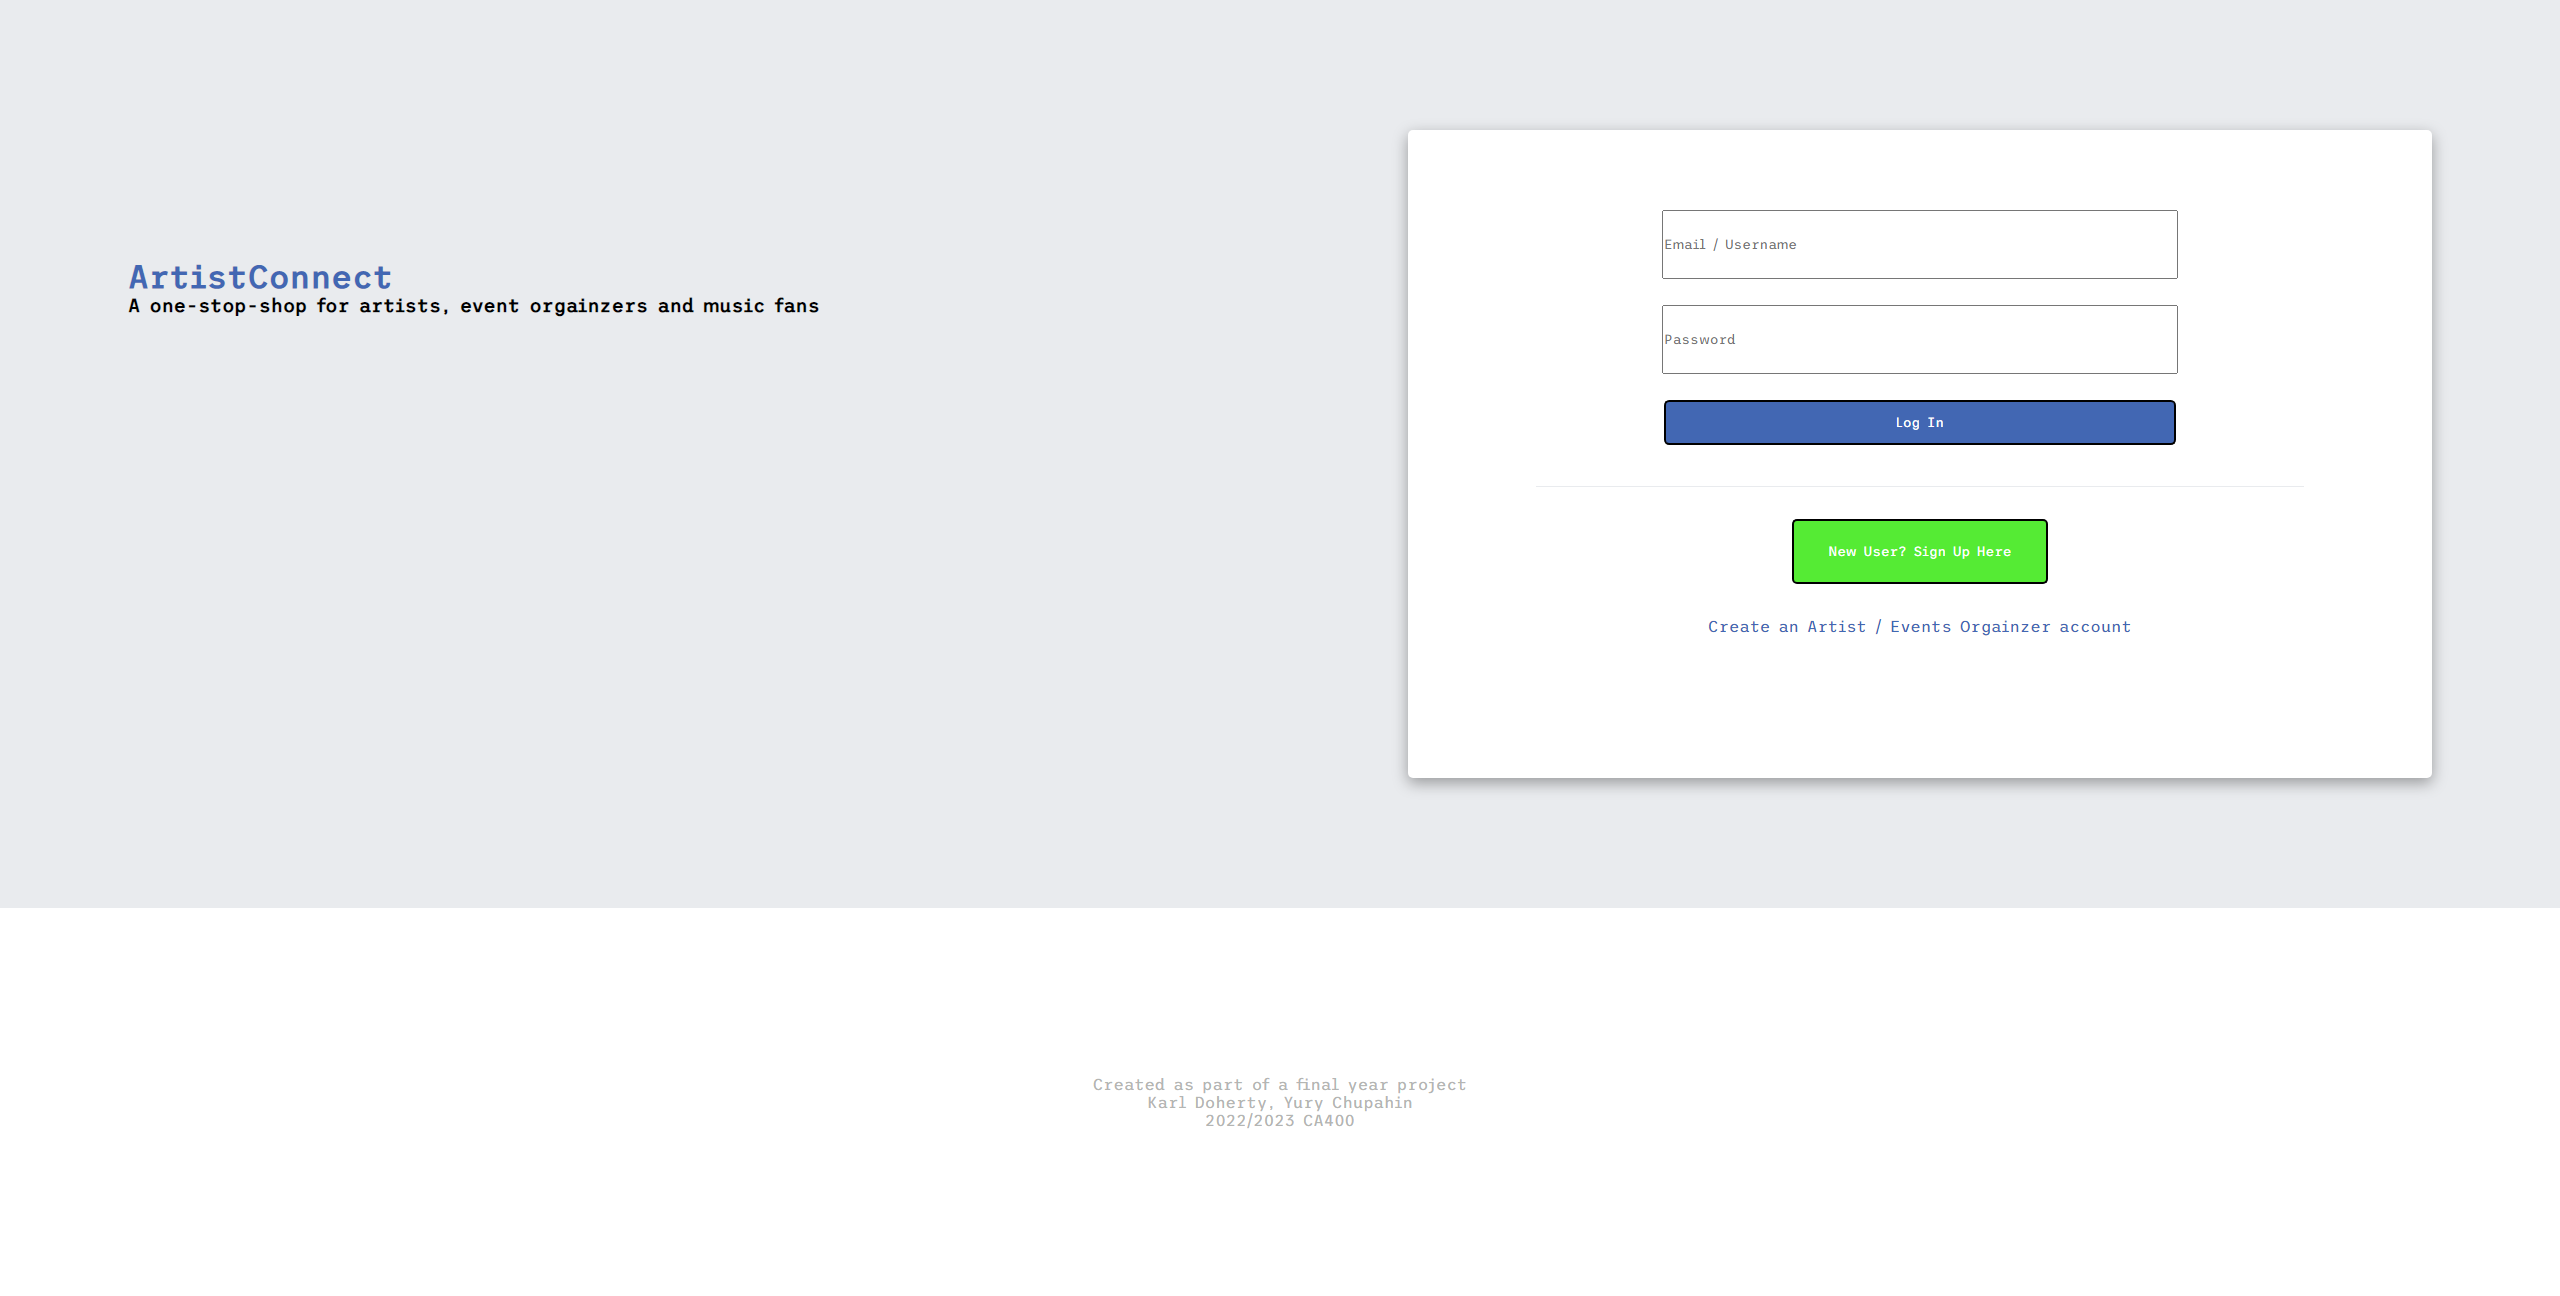 ArtistConnect
A one-stop-shop for artists, event orgainzers and music fans
Email / Username
Password
Log In
New User? Sign Up Here
Create an Artist / Events Orgainzer account
Created as part of a final year project
Karl Doherty, Yury Chupahin
2022/2023 CA400